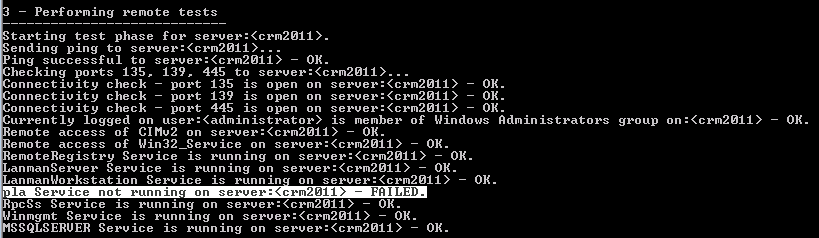 3 - Performing remote tests
----------------------------
Starting test phase for server:<crm2011>.
Sending ping to server:<crm2011>...
Ping successful to server:<crm2011> - OK.
Checking ports 135, 139, 445 to server:<crm2011>...
Connectivity check - port 135 is open on server:<crm2011> - OK.
Connectivity check - port 139 is open on server:<crm2011> - OK.
Connectivity check - port 445 is open on server:<crm2011> - OK.
Currently logged on user:<administrator> is member of Windows Administrators group on:<crm2011> - OK.
Remote access of CIMv2 on server:<crm2011> - OK.
Remote access of Win32_Service on server:<crm2011> - OK.
RemoteRegistry Service is running on server:<crm2011> - OK.
LanmanServer Service is running on server:<crm2011> - OK.
LanmanWorkstation Service is running on server:<crm2011> - OK.
pla Service not running on server:<crm2011> - FAILED.
RpcSs Service is running on server:<crm2011> - OK.
Winmgmt Service is running on server:<crm2011> - OK.
MSSQLSERVER Service is running on server:<crm2011> - OK.